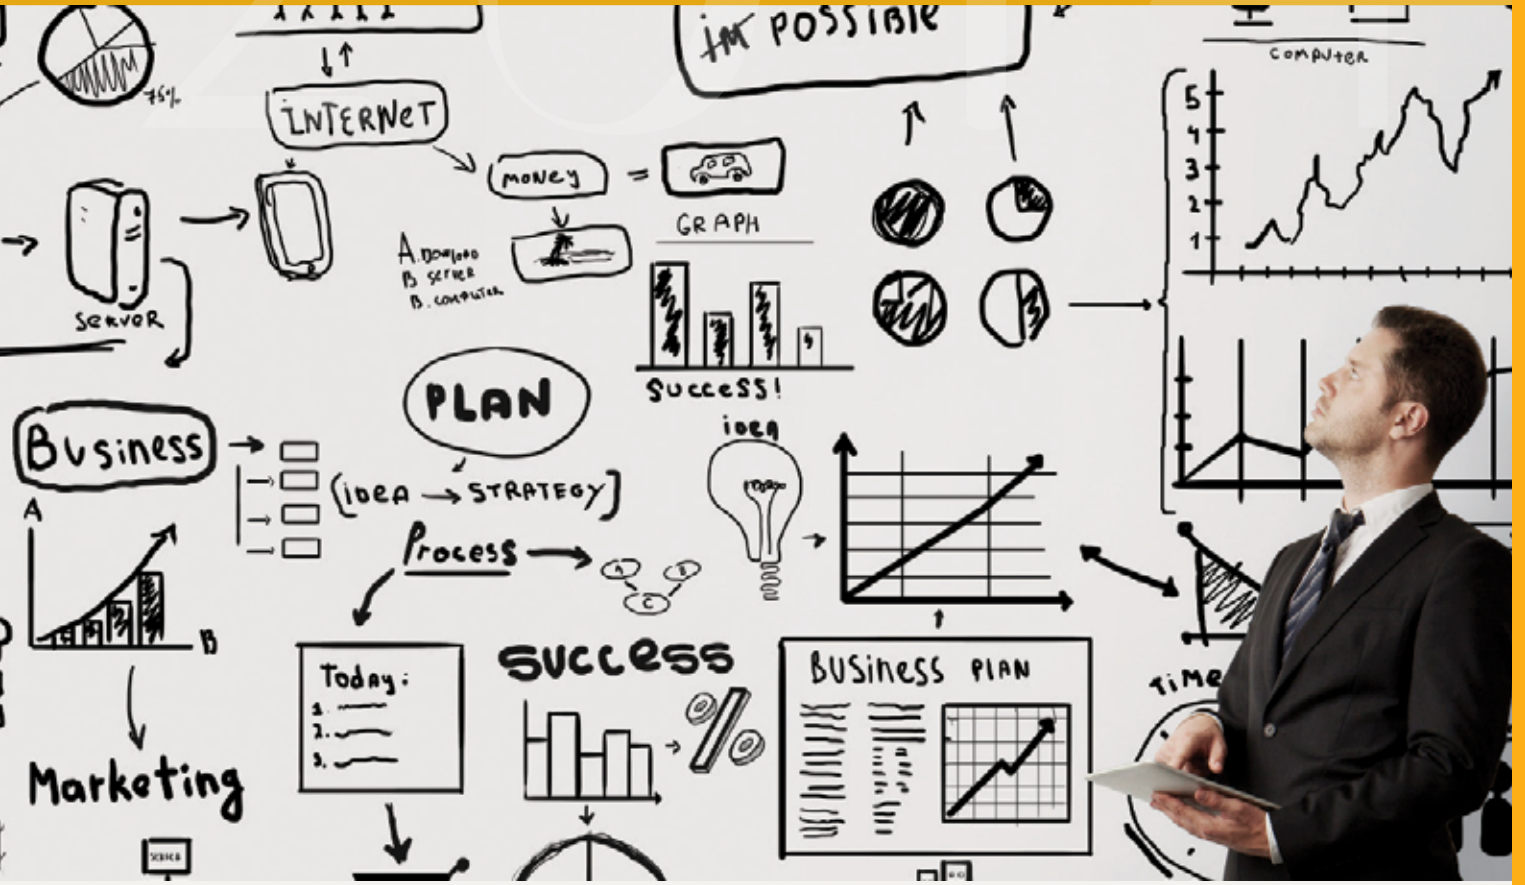 im POSSIBLE
COMPUTER
75%
INTERNET
5
4
3
2
1
MONEY
=
GRAPH
A. DOWNLOAD
B. SERVER
B. COMPUTER
SERVER
SUCCESS!
PLAN
idea
Business
(idea → STRATEGY]
A
Process
A
B
C
B
Today:
1.
2.
3.
success
%
BUSINESS PLAN
TIME
Marketing